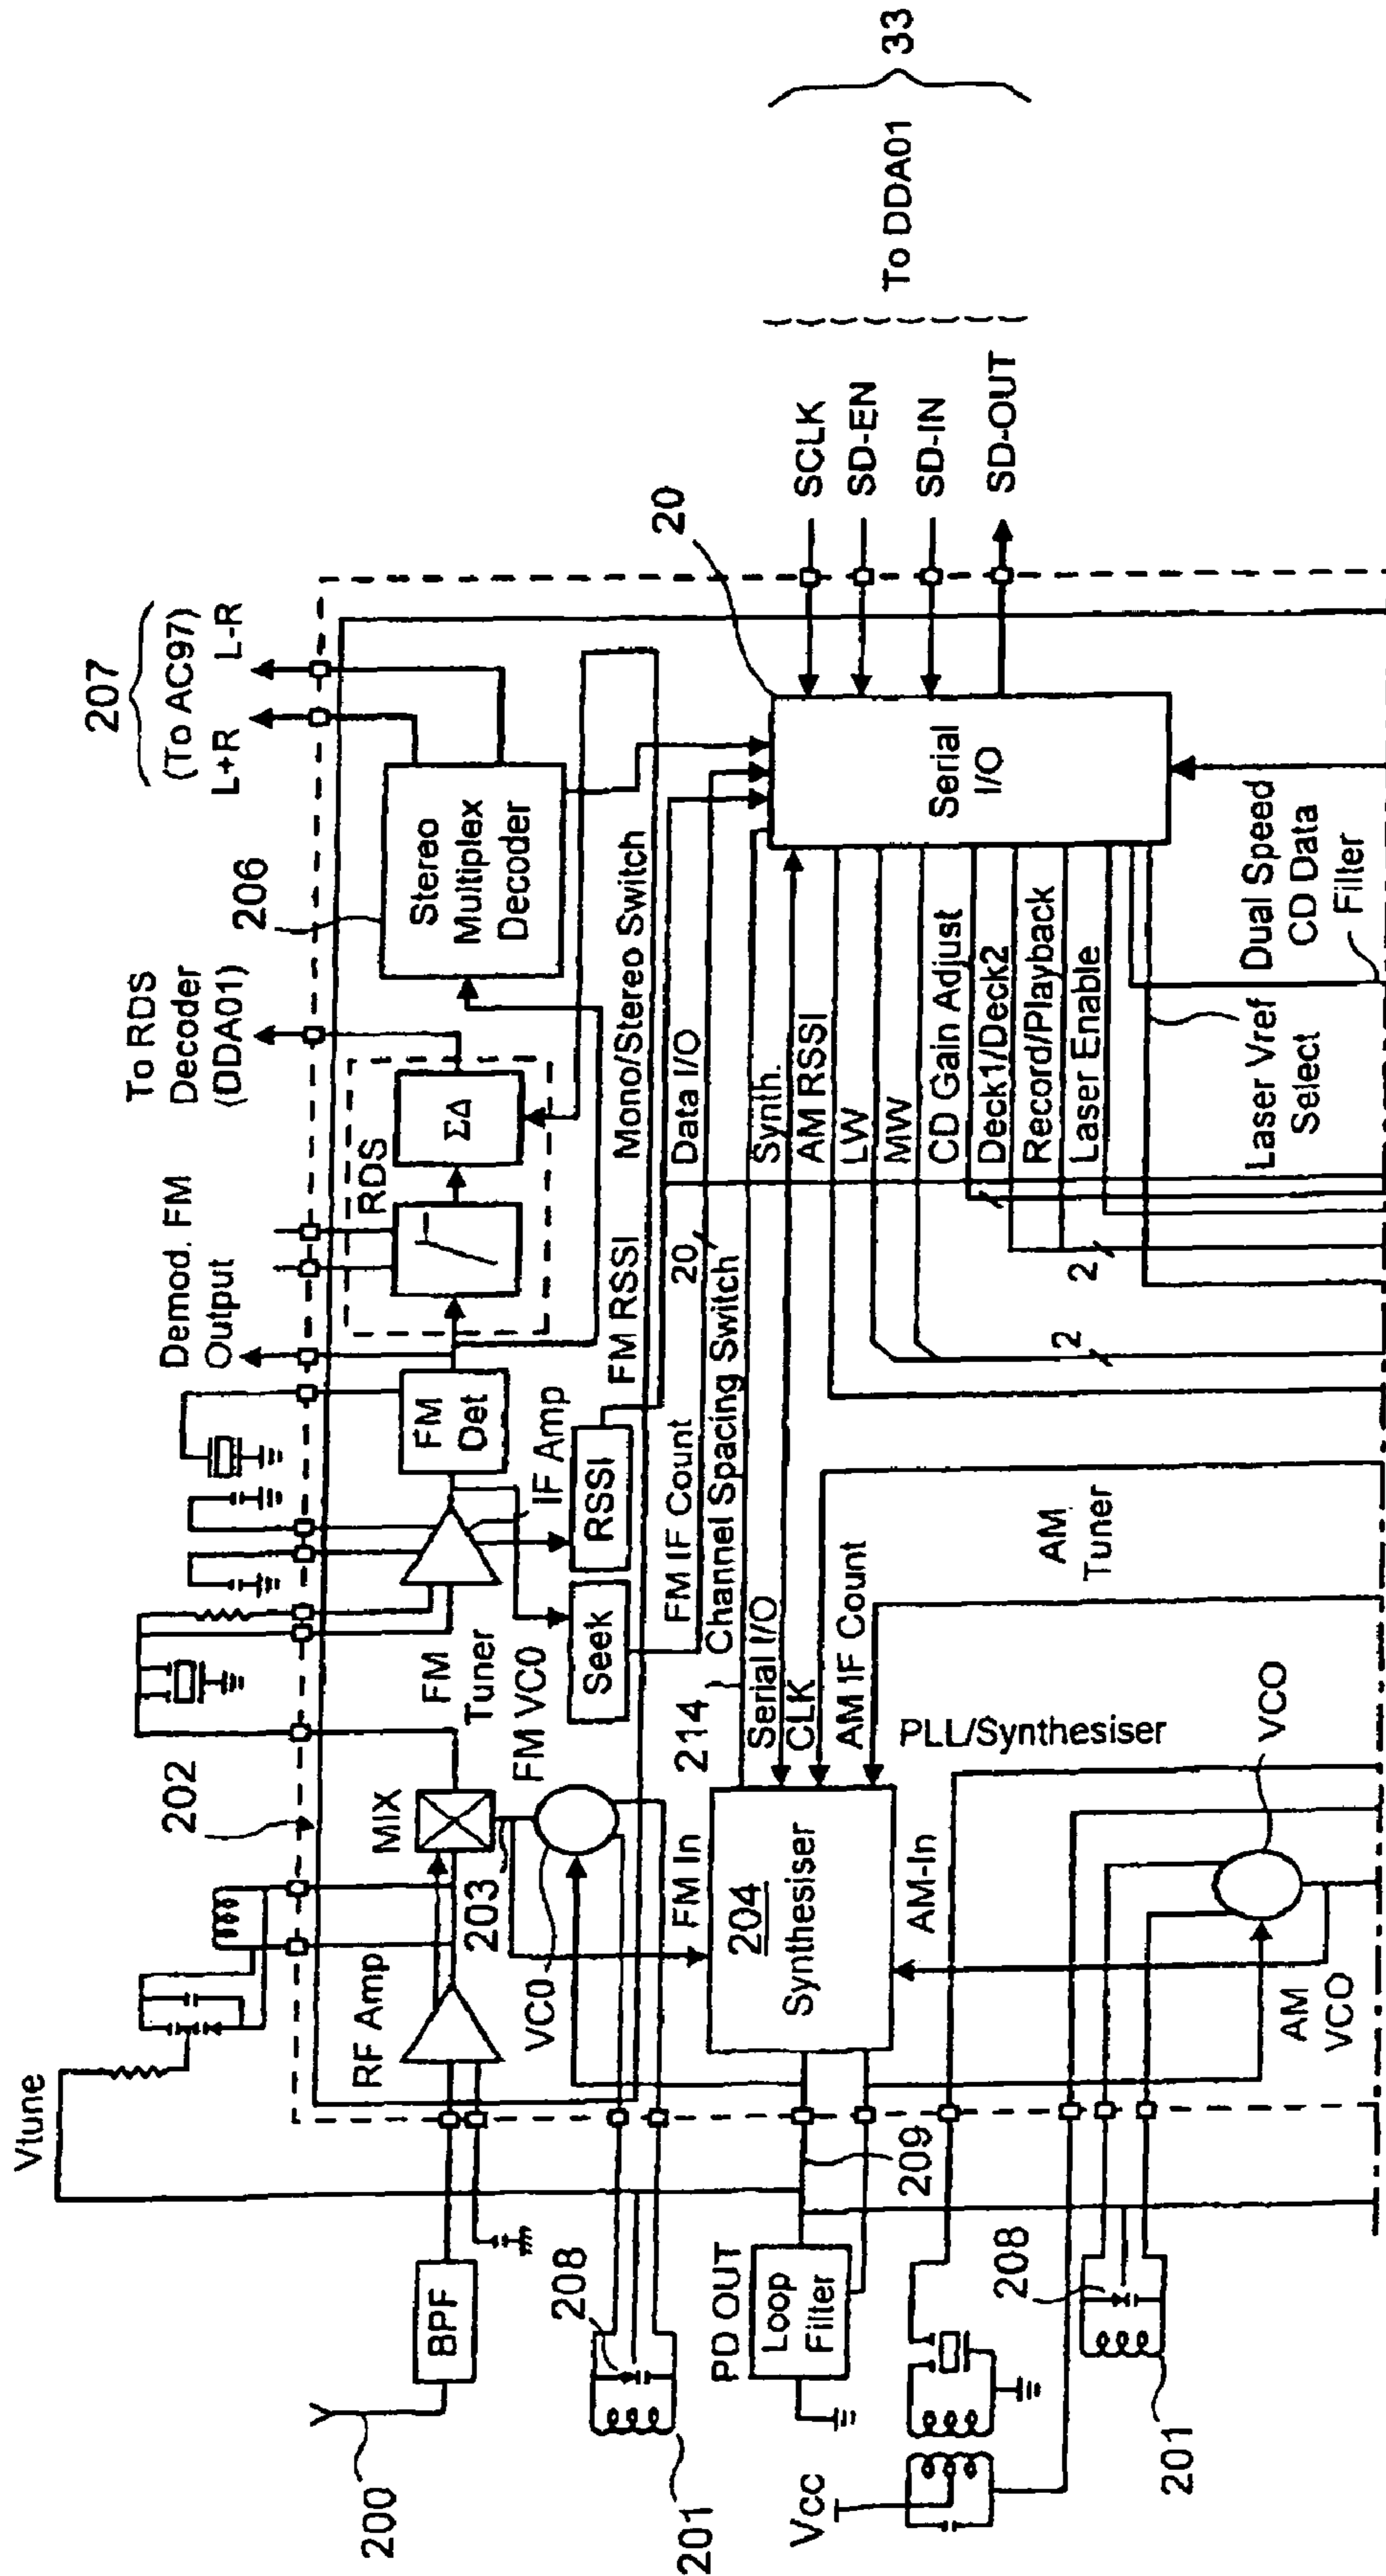 Vtune
200
BPF
RF Amp
202
MIX
203
VC0
FM VC0
FM
Tuner
IF Amp
FM
Det
Demod. FM
Output
RDS
ΣΔ
To RDS
Decoder
(DDA01)
206
Stereo
Multiplex
Decoder
207
(To AC97)
L+R
L-R
Seek
RSSI
FM RSSI
Mono/Stereo Switch
FM IF Count
20
Data I/O
Channel Spacing Switch
214
Serial I/O
Synth.
CLK
AM RSSI
AM IF Count
LW
MW
CD Gain Adjust
Deck1/Deck2
Record/Playback
Laser Enable
201
208
FM In
204
Synthesiser
AM-In
PD OUT
Loop
Filter
209
PLL/Synthesiser
AM
Tuner
VCO
AM
VCO
Vcc
208
201
2
2
20
Serial
I/O
SCLK
SD-EN
SD-IN
SD-OUT
To DDA01
33
Laser Vref
Select
Dual Speed
CD Data
Filter